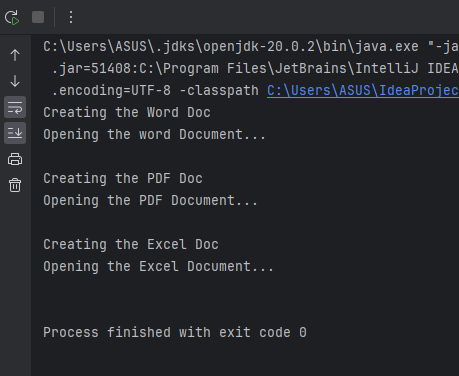 C:\Users\ASUS\.jdks\openjdk-20.0.2\bin\java.exe "-ja
.jar=51408:C:\Program Files\JetBrains\IntelliJ IDEA
.encoding=UTF-8 -classpath C:\Users\ASUS\IdeaProjec
Creating the Word Doc
Opening the word Document...
Creating the PDF Doc
Opening the PDF Document...
Creating the Excel Doc
Opening the Excel Document...
Process finished with exit code 0